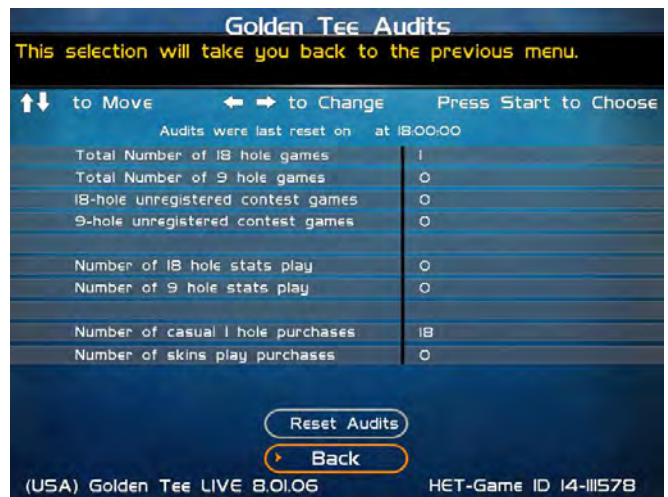 Golden Tee Audits
This selection will take you back to the previous menu.
to Move to Change Press Start to Choose
Audits were last reset on at 18:00:00
Total Number of 18 hole games 1
Total Number of 9 hole games 0
18-hole unregistered contest games 0
9-hole unregistered contest games 0
Number of 18 hole stats play 0
Number of 9 hole stats play 0
Number of casual 1 hole purchases 18
Number of skins play purchases 0
Reset Audits
Back
(USA) Golden Tee LIVE 8.01.06 HET-Game ID 14-111578